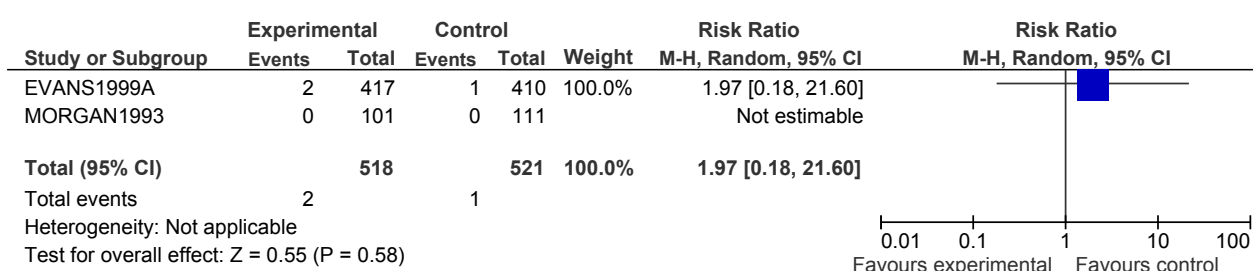 Experimental Control Risk Ratio Risk Ratio
Study or Subgroup Events Total Events Total Weight M-H, Random, 95% CI M-H, Random, 95% CI
EVANS1999A 2 417 1 410 100.0% 1.97 [0.18, 21.60]
MORGAN1993 0 101 0 111 Not estimable
Total (95% CI) 518 521 100.0% 1.97 [0.18, 21.60]
Total events 2 1
Heterogeneity: Not applicable
Test for overall effect: Z = 0.55 (P = 0.58)
0.01 0.1 1 10 100
Favours experimental Favours control